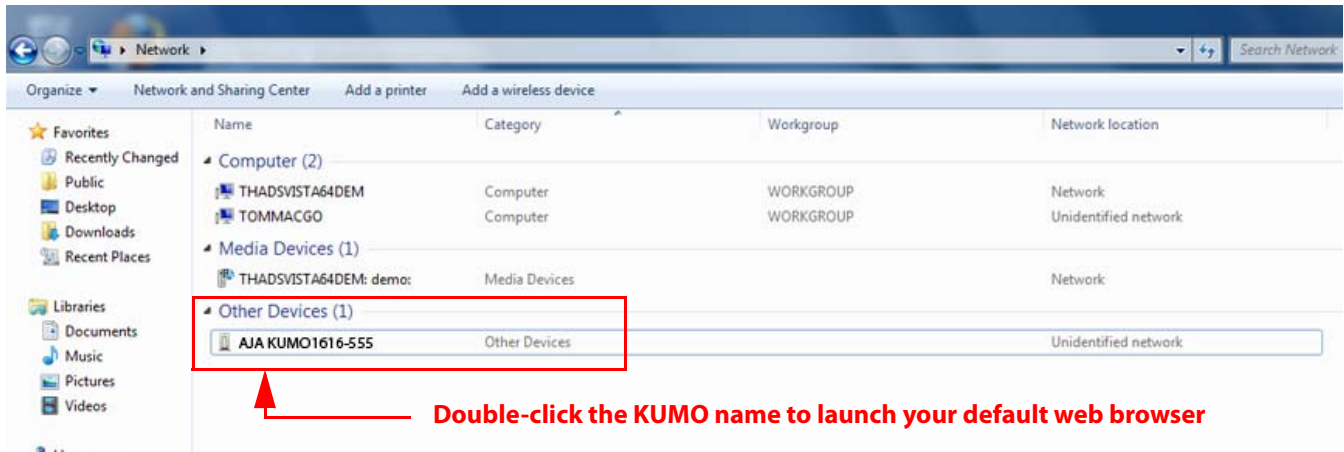 Network
Search Network
Organize Network and Sharing Center Add a printer Add a wireless device
Name Category Workgroup Network location
Favorites
Recently Changed
Public
Desktop
Downloads
Recent Places
Libraries
Documents
Music
Pictures
Videos
Computer (2)
THADSVISTA64DEM Computer WORKGROUP Network
TOMMACGO Computer WORKGROUP Unidentified network
Media Devices (1)
THADSVISTA64DEM: demo: Media Devices Network
Other Devices (1)
AJA KUMO1616-555 Other Devices Unidentified network
Double-click the KUMO name to launch your default web browser